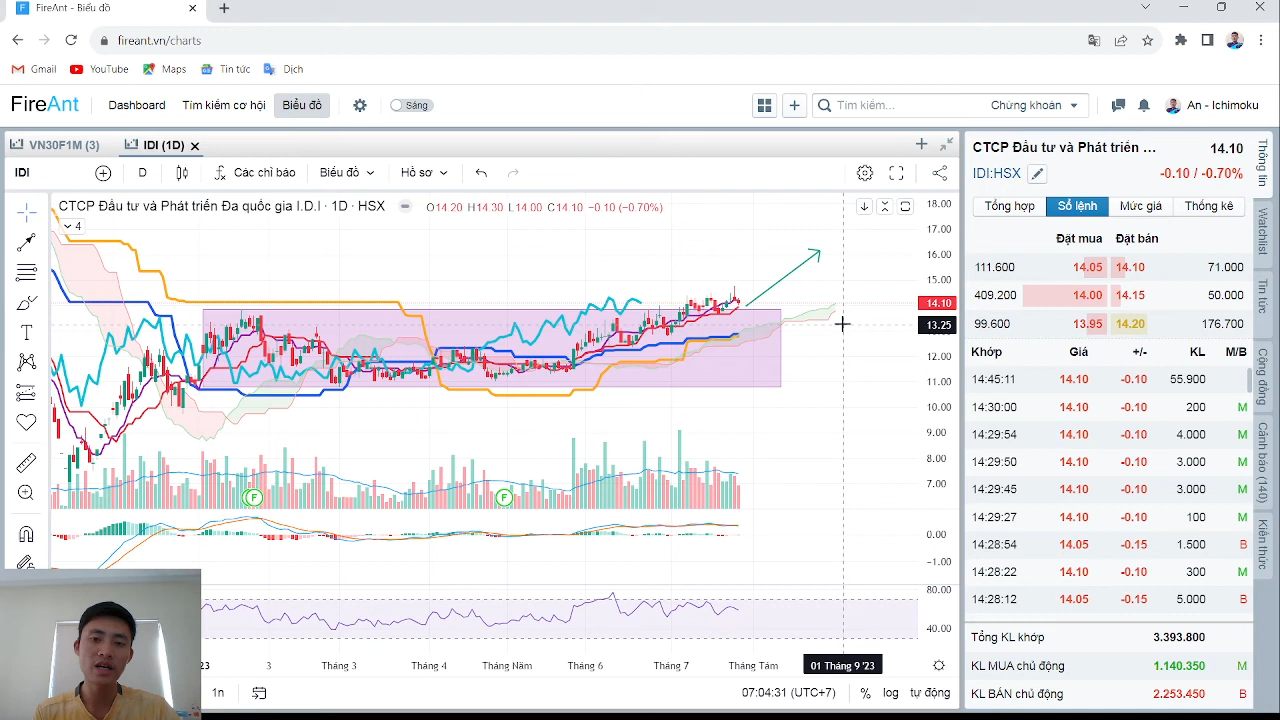 FireAnt - Biểu đồ
fireant.vn/charts
Gmail YouTube Maps Tin tức Dịch
FireAnt Dashboard Tìm kiếm cơ hội Biểu đồ Sáng Tìm kiếm... Chứng khoán An - Ichimoku
VN30F1M (3) IDI (1D)
IDI D Các chỉ báo Biểu đồ Hồ sơ
CTCP Đầu tư và Phát triển Đa quốc gia I.D.I · 1D · HSX O14.20 H14.30 L14.00 C14.10 −0.10 (−0.70%)
4
18.00
17.00
16.00
15.00
14.10
13.25
12.00
11.00
10.00
9.00
8.00
7.00
F F
0.00
−1.00
80.00
40.00
23 3 Tháng 3 Tháng 4 Tháng Năm Tháng 6 Tháng 7 Tháng Tám 01 Tháng 9 '23
1n 07:04:31 (UTC+7) % log tự động
CTCP Đầu tư và Phát triển ... 14.10
IDI:HSX -0.10 / -0.70%
Tổng hợp Sổ lệnh Mức giá Thống kê
Đặt mua Đặt bán
111.600 14.05 14.10 71.000
409.200 14.00 14.15 50.000
99.600 13.95 14.20 176.700
Khớp Giá +/- KL M/B
14:45:11 14.10 -0.10 55.900
14:30:00 14.10 -0.10 200 M
14:29:54 14.10 -0.10 4.000 M
14:29:50 14.10 -0.10 3.000 M
14:29:45 14.10 -0.10 3.000 M
14:29:27 14.10 -0.10 100 M
14:28:54 14.05 -0.15 1.500 B
14:28:22 14.10 -0.10 300 M
14:28:12 14.05 -0.15 5.000 B
Tổng KL khớp 3.393.800
KL MUA chủ động 1.140.350 M
KL BÁN chủ động 2.253.450 B
Thông tin
Watchlist
Tin tức
Cộng đồng
Cảnh báo (140)
Kiến thức